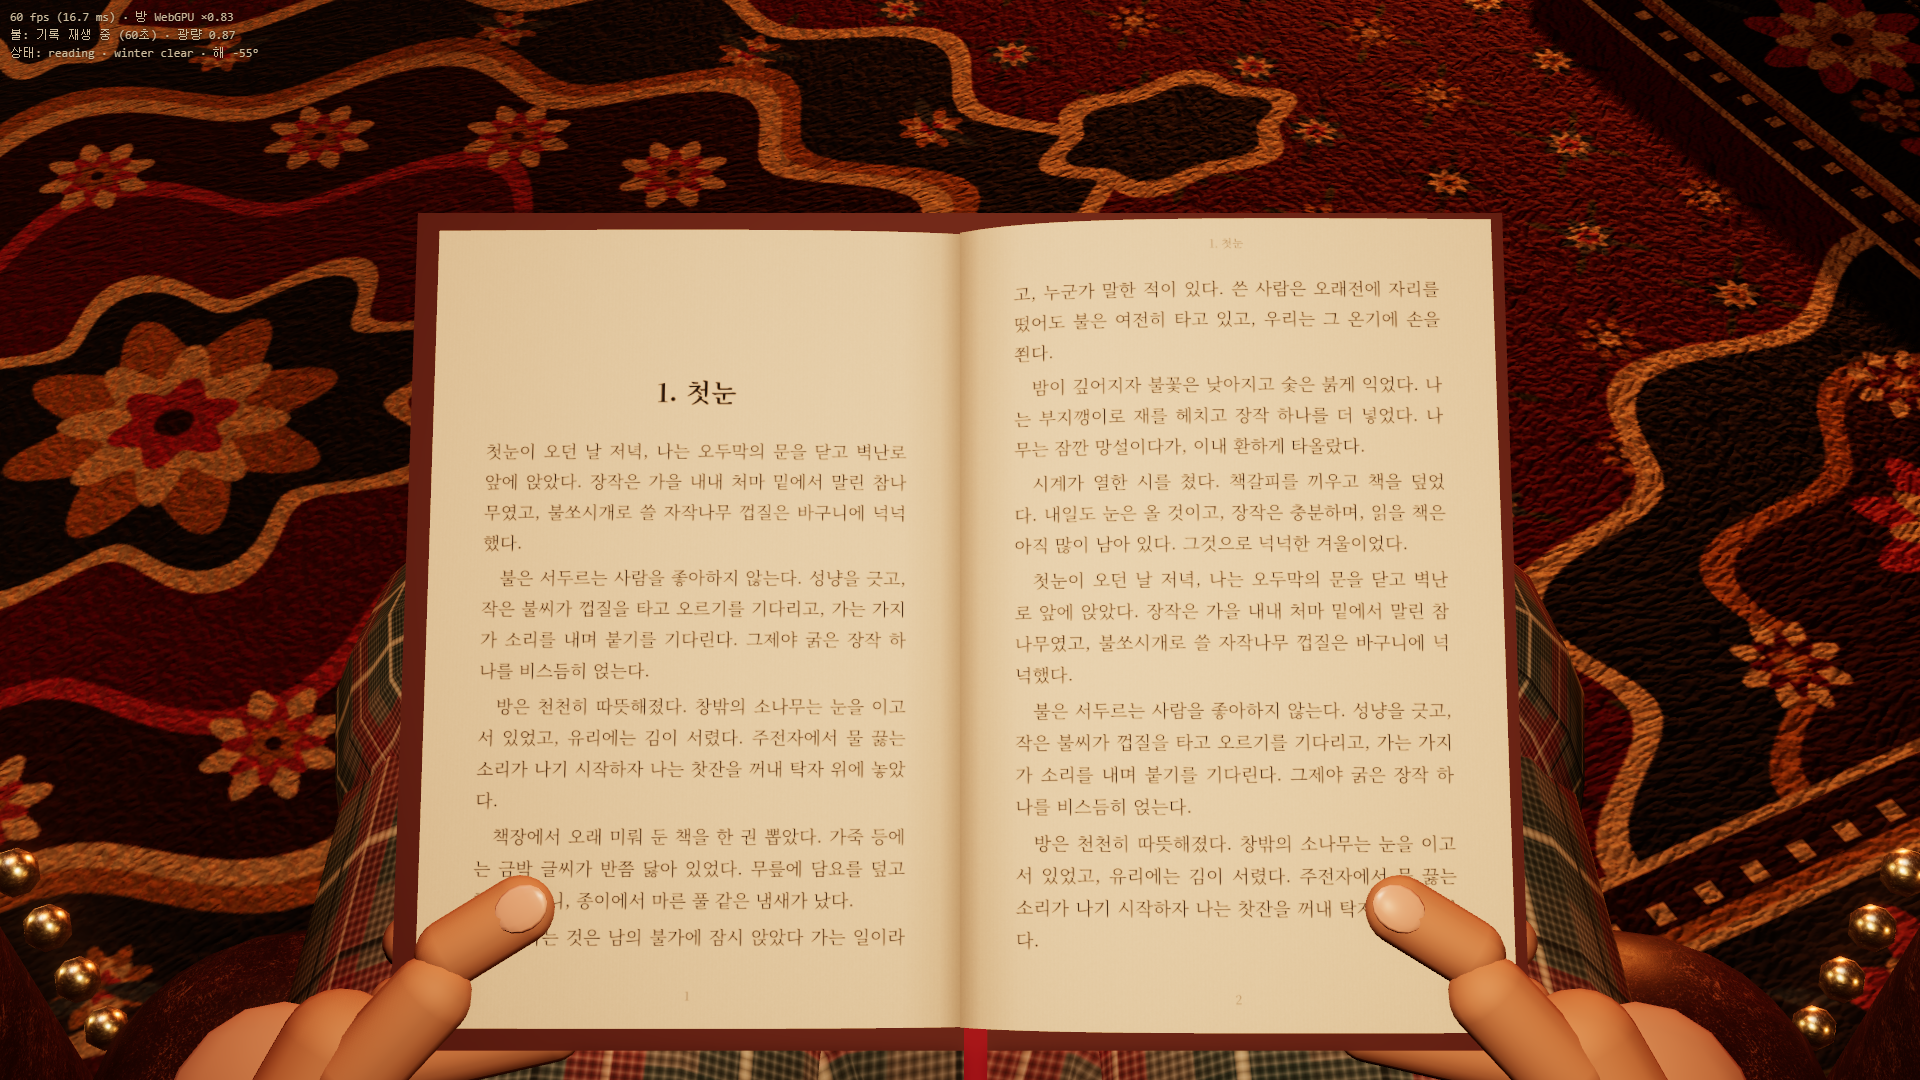 60 fps (16.7 ms) · 방 WebGPU ×0.83
불: 기록 재생 중 (60초) · 광량 0.87
상태: reading · winter clear · 해 -55°
1. 첫눈
첫눈이 오던 날 저녁, 나는 오두막의 문을 닫고 벽난로
앞에 앉았다. 장작은 가을 내내 처마 밑에서 말린 참나
무였고, 불쏘시개로 쓸 자작나무 껍질은 바구니에 넉넉
했다.
불은 서두르는 사람을 좋아하지 않는다. 성냥을 긋고,
작은 불씨가 껍질을 타고 오르기를 기다리고, 가는 가지
가 소리를 내며 붙기를 기다린다. 그제야 굵은 장작 하
나를 비스듬히 얹는다.
방은 천천히 따뜻해졌다. 창밖의 소나무는 눈을 이고
서 있었고, 유리에는 김이 서렸다. 주전자에서 물 끓는
소리가 나기 시작하자 나는 찻잔을 꺼내 탁자 위에 놓았
다.
책장에서 오래 미뤄 둔 책을 한 권 뽑았다. 가죽 등에
는 금박 글씨가 반쯤 닳아 있었다. 무릎에 담요를 덮고
종이에서 마른 풀 같은 냄새가 났다.
것은 남의 불가에 잠시 앉았다 가는 일이라
1
1. 첫눈
고, 누군가 말한 적이 있다. 쓴 사람은 오래전에 자리를
떴어도 불은 여전히 타고 있고, 우리는 그 온기에 손을
쬔다.
밤이 깊어지자 불꽃은 낮아지고 숯은 붉게 익었다. 나
는 부지깽이로 재를 헤치고 장작 하나를 더 넣었다. 나
무는 잠깐 망설이다가, 이내 환하게 타올랐다.
시계가 열한 시를 쳤다. 책갈피를 끼우고 책을 덮었
다. 내일도 눈은 올 것이고, 장작은 충분하며, 읽을 책은
아직 많이 남아 있다. 그것으로 넉넉한 겨울이었다.
첫눈이 오던 날 저녁, 나는 오두막의 문을 닫고 벽난
로 앞에 앉았다. 장작은 가을 내내 처마 밑에서 말린 참
나무였고, 불쏘시개로 쓸 자작나무 껍질은 바구니에 넉
넉했다.
불은 서두르는 사람을 좋아하지 않는다. 성냥을 긋고,
작은 불씨가 껍질을 타고 오르기를 기다리고, 가는 가지
가 소리를 내며 붙기를 기다린다. 그제야 굵은 장작 하
나를 비스듬히 얹는다.
방은 천천히 따뜻해졌다. 창밖의 소나무는 눈을 이고
서 있었고, 유리에는 김이 서렸다. 주전자에서 물 끓는
소리가 나기 시작하자 나는 찻잔을 꺼내
다.
2